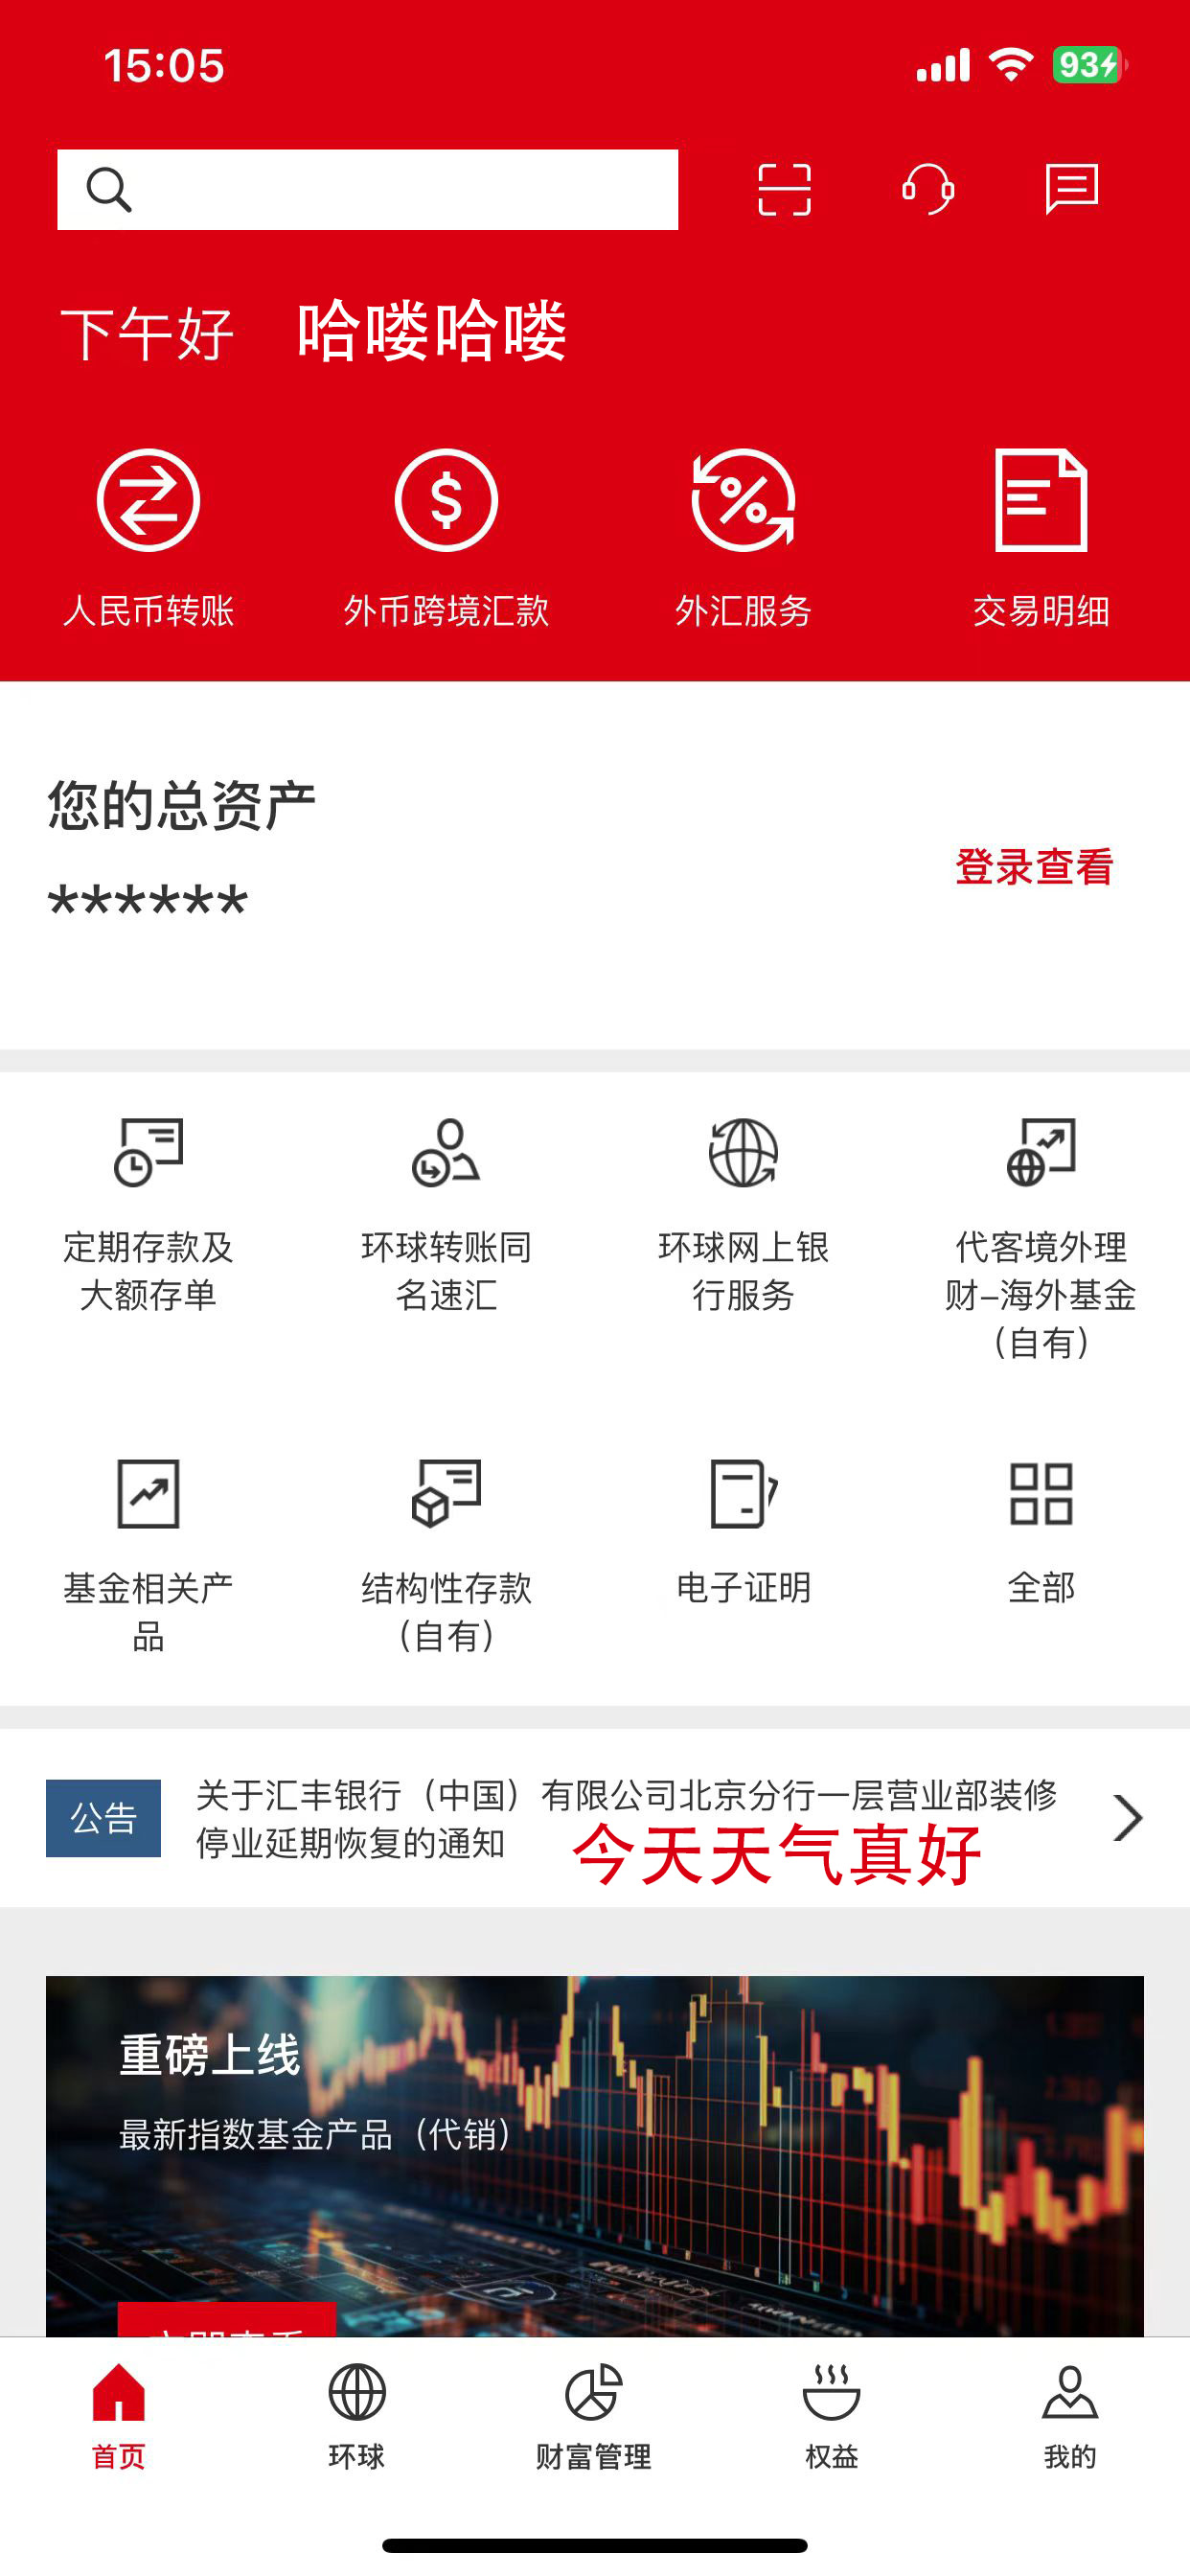 15:05
93
下午好 哈喽哈喽
人民币转账 外币跨境汇款 外汇服务 交易明细
您的总资产
******
登录查看
定期存款及大额存单
环球转账同名速汇
环球网上银行服务
代客境外理财-海外基金（自有）
基金相关产品
结构性存款（自有）
电子证明
全部
公告
关于汇丰银行（中国）有限公司北京分行一层营业部装修
停业延期恢复的通知
今天天气真好
重磅上线
最新指数基金产品（代销）
首页 环球 财富管理 权益 我的